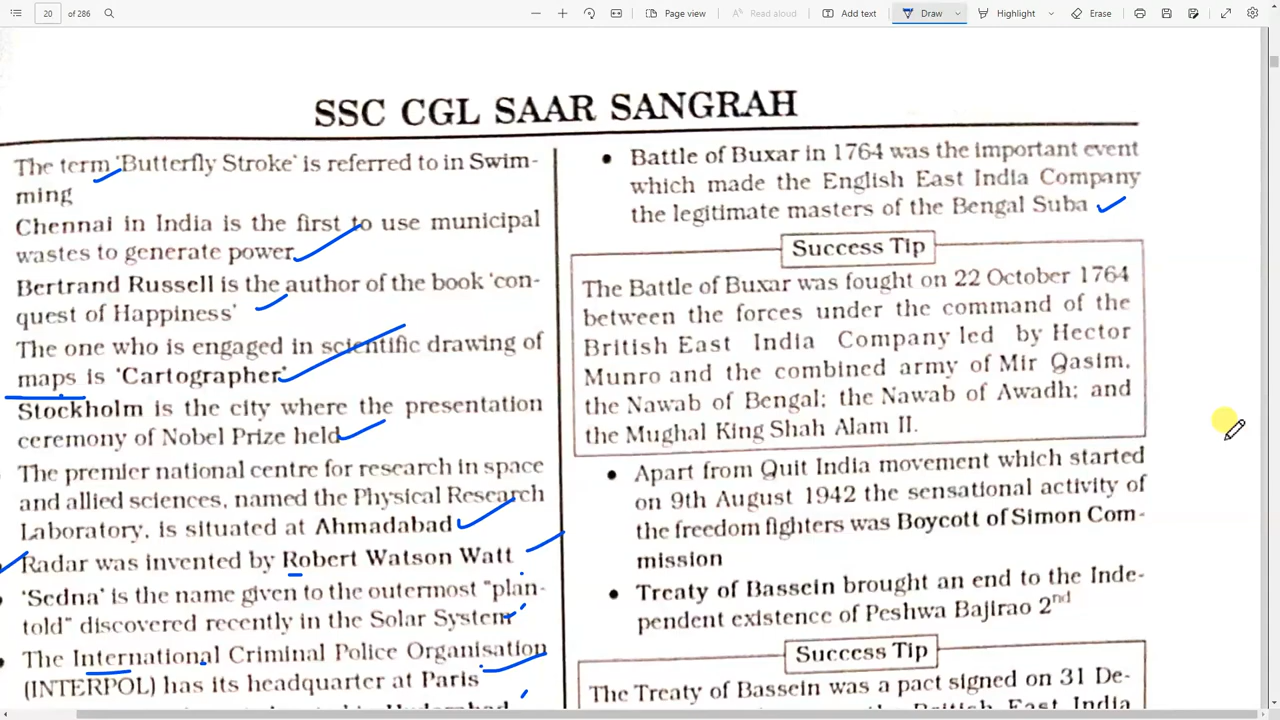 20
of 286
Page view
Read aloud
Add text
Draw
Highlight
Erase
SSC CGL SAAR SANGRAH
The term 'Butterfly Stroke' is referred to in Swim-
ming
Chennai in India is the first to use municipal
wastes to generate power
Bertrand Russell is the author of the book 'con-
quest of Happiness'
The one who is engaged in scientific drawing of
maps is 'Cartographer'
Stockholm is the city where the presentation
ceremony of Nobel Prize held
The premier national centre for research in space
and allied sciences, named the Physical Research
Laboratory, is situated at Ahmadabad
Radar was invented by Robert Watson Watt
'Sedna' is the name given to the outermost "plan-
told" discovered recently in the Solar System
The International Criminal Police Organisation
(INTERPOL) has its headquarter at Paris
• Battle of Buxar in 1764 was the important event
which made the English East India Company
the legitimate masters of the Bengal Suba
Success Tip
The Battle of Buxar was fought on 22 October 1764
between the forces under the command of the
British East India Company led by Hector
Munro and the combined army of Mir Qasim,
the Nawab of Bengal; the Nawab of Awadh; and
the Mughal King Shah Alam II.
• Apart from Quit India movement which started
on 9th August 1942 the sensational activity of
the freedom fighters was Boycott of Simon Com-
mission
• Treaty of Bassein brought an end to the Inde-
pendent existence of Peshwa Bajirao 2nd
Success Tip
The Treaty of Bassein was a pact signed on 31 De-
British East India